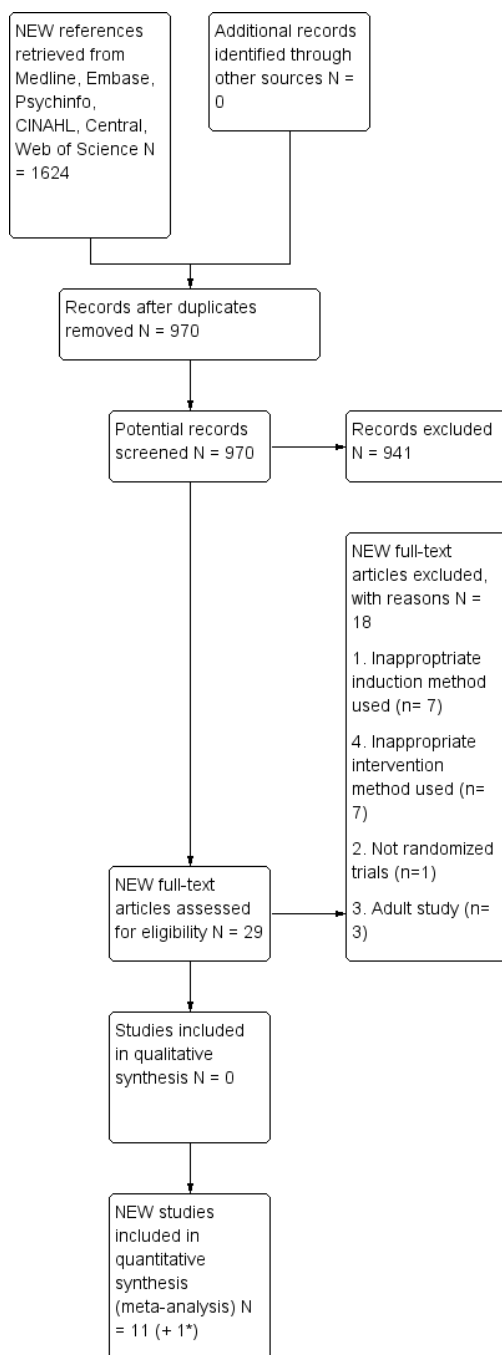 NEW references
retrieved from
Medline, Embase,
Psychinfo,
CINAHL, Central,
Web of Science N
= 1624
Additional records
identified through
other sources N =
0
Records after duplicates
removed N = 970
Potential records
screened N = 970
Records excluded
N = 941
NEW full-text
articles excluded,
with reasons N =
18
1. Inapproptriate
induction method
used (n= 7)
4. Inappropriate
intervention
method used (n=
7)
2. Not randomized
trials (n=1)
3. Adult study (n=
3)
NEW full-text
articles assessed
for eligibility N = 29
Studies included
in qualitative
synthesis N = 0
NEW studies
included in
quantitative
synthesis
(meta-analysis) N
= 11 (+ 1*)